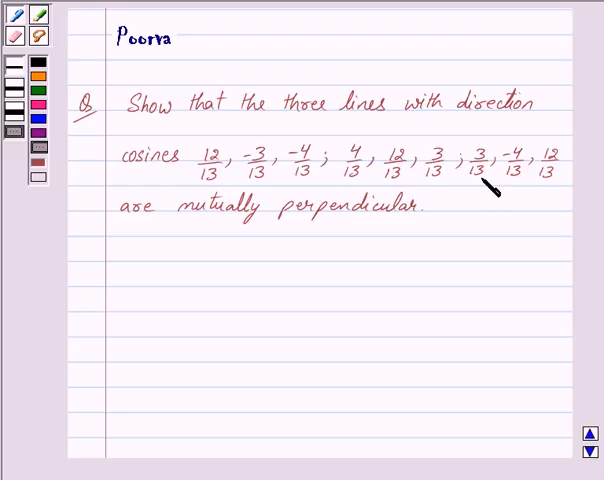 Poorva
Q Show that the three lines with direction
cosines 12/13, -3/13, -4/13 ; 4/13, 12/13, 3/13 ; 3/13, -4/13, 12/13
are mutually perpendicular.